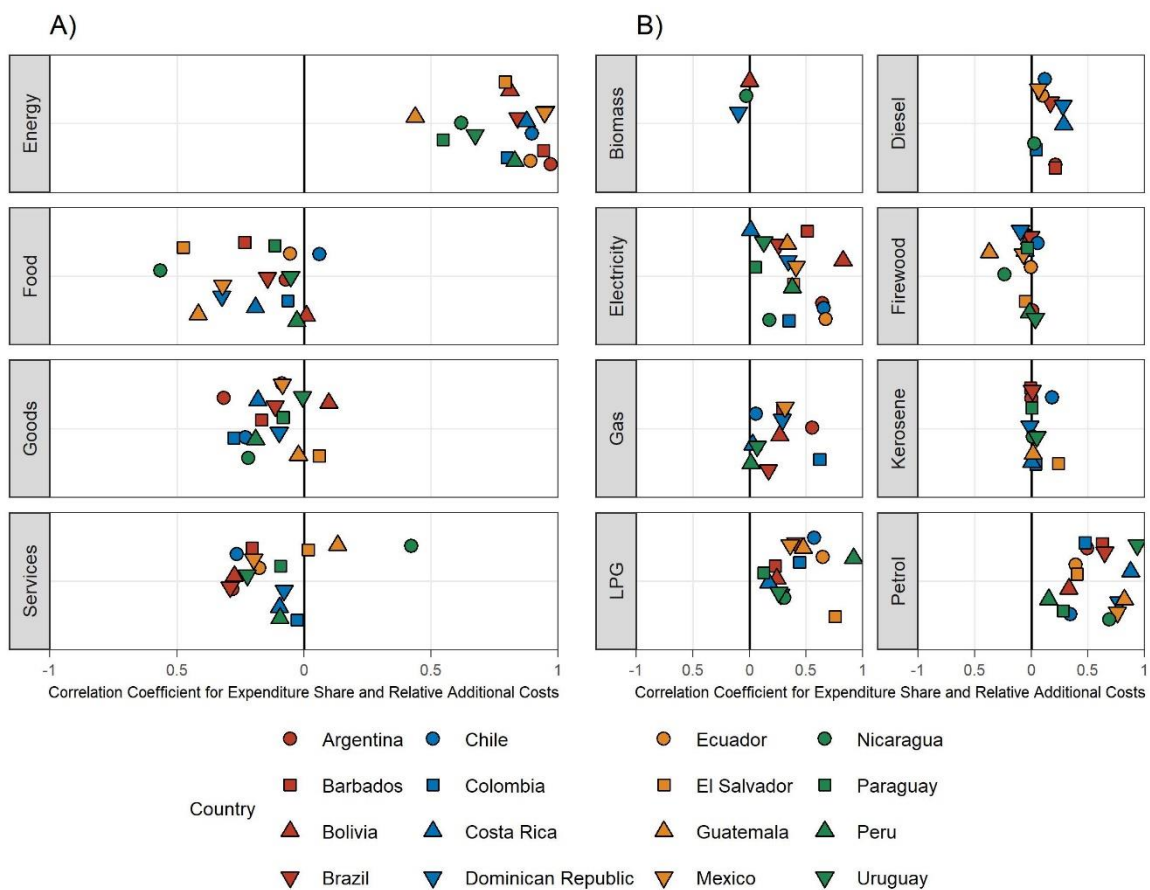 A)
B)
Energy
Food
Goods
Services
Biomass
Diesel
Electricity
Firewood
Gas
Kerosene
LPG
Petrol
-1 0.5 0 0.5 1
-1 0.5 0 0.5 1
-1 0.5 0 0.5 1
Correlation Coefficient for Expenditure Share and Relative Additional Costs
Correlation Coefficient for Expenditure Share and Relative Additional Costs
Country
Argentina
Chile
Ecuador
Nicaragua
Barbados
Colombia
El Salvador
Paraguay
Bolivia
Costa Rica
Guatemala
Peru
Brazil
Dominican Republic
Mexico
Uruguay